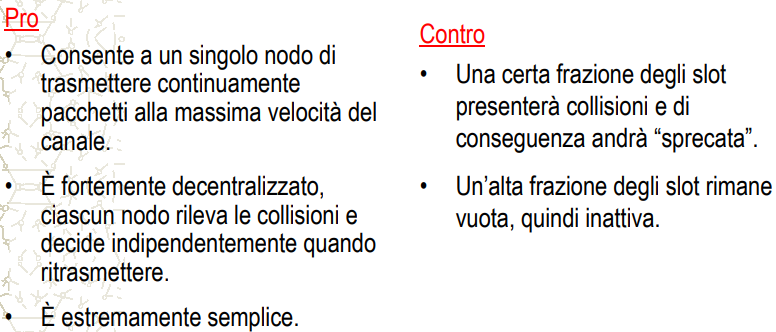 Pro
• Consente a un singolo nodo di
trasmettere continuamente
pacchetti alla massima velocità del
canale.
• È fortemente decentralizzato,
ciascun nodo rileva le collisioni e
decide indipendentemente quando
ritrasmettere.
• È estremamente semplice.
Contro
• Una certa frazione degli slot
presenterà collisioni e di
conseguenza andrà “sprecata”.
• Un’alta frazione degli slot rimane
vuota, quindi inattiva.